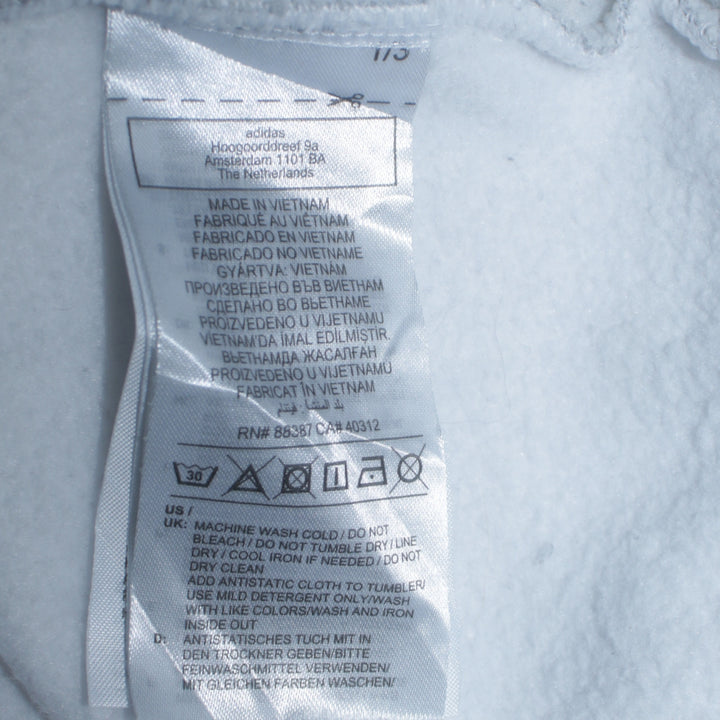 1/3
adidas
Hoogoorddreef 9a
Amsterdam 1101 BA
The Netherlands
MADE IN VIETNAM
FABRIQUÉ AU VIÊTNAM
FABRICADO EN VIETNAM
FABRICADO NO VIETNAME
GYÁRTVA: VIETNÁM
ПРОИЗВЕДЕНО ВЪВ ВИЕТНАМ
СДЕЛАНО ВО ВЬЕТНАМЕ
PROIZVEDENO U VIJETNAMU
VIETNAM'DA İMAL EDİLMİŞTİR.
ВЬЕТНАМДА ЖАСАЛҒАН
PROIZVEDENO U VIJETNAMU
FABRICAT ÎN VIETNAM
بلد المنشأ: فيتنام
RN# 88387 CA# 40312
30
US /
UK: MACHINE WASH COLD / DO NOT
BLEACH / DO NOT TUMBLE DRY / LINE
DRY / COOL IRON IF NEEDED / DO NOT
DRY CLEAN
ADD ANTISTATIC CLOTH TO TUMBLER/
USE MILD DETERGENT ONLY/WASH
WITH LIKE COLORS/WASH AND IRON
INSIDE OUT
D: ANTISTATISCHES TUCH MIT IN
DEN TROCKNER GEBEN/BITTE
FEINWASCHMITTEL VERWENDEN/
MIT GLEICHEN FARBEN WASCHEN/